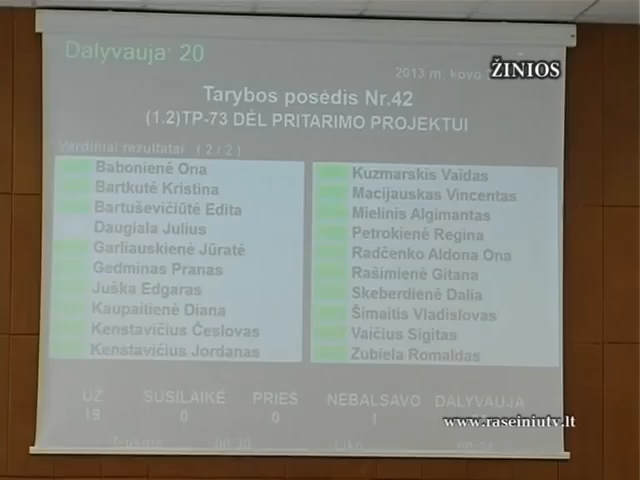 Dalyvauja: 20
ŽINIOS
2013 m. kovo
Tarybos posėdis Nr.42
(1.2)TP-73 DĖL PRITARIMO PROJEKTUI
Vardiniai rezultatai (2/2)
Babonienė Ona
Bartkutė Kristina
Bartuševičiūtė Edita
Daugiala Julius
Garliauskienė Jūratė
Gedminas Pranas
Juška Edgaras
Kaupaitienė Diana
Kenstavičius Česlovas
Kenstavičius Jordanas
Kuzmarskis Vaidas
Macijauskas Vincentas
Mielinis Algimantas
Petrokienė Regina
Radčenko Aldona Ona
Rašimienė Gitana
Skeberdienė Dalia
Šimaitis Vladislovas
Vaičius Sigitas
Zubiela Romaldas
UŽ SUSILAIKĖ PRIEŠ NEBALSAVO DALYVAUJA
19 0 0 1
www.raseiniutv.lt